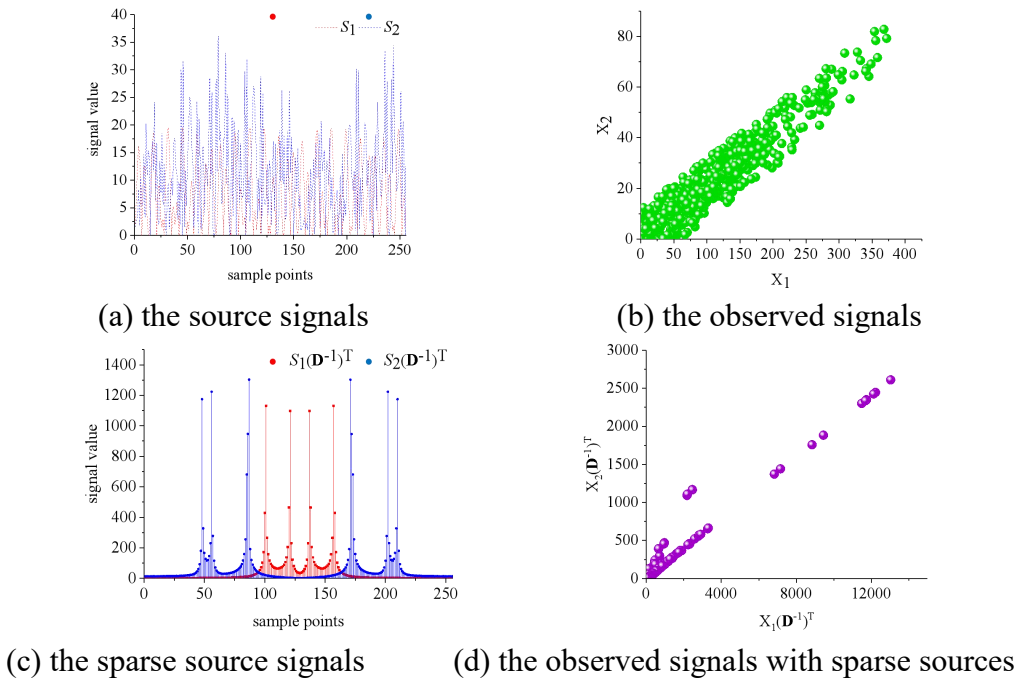 S1 S2
40
35
30
25
20
15
10
5
0
signal value
0 50 100 150 200 250
sample points
(a) the source signals
80
60
40
20
0
X2
0 50 100 150 200 250 300 350 400
X1
(b) the observed signals
S1(D-1)T S2(D-1)T
1400
1200
1000
800
600
400
200
0
signal value
0 50 100 150 200 250
sample points
(c) the sparse source signals
3000
2500
2000
1500
1000
500
0
X2(D-1)T
0 4000 8000 12000
X1(D-1)T
(d) the observed signals with sparse sources